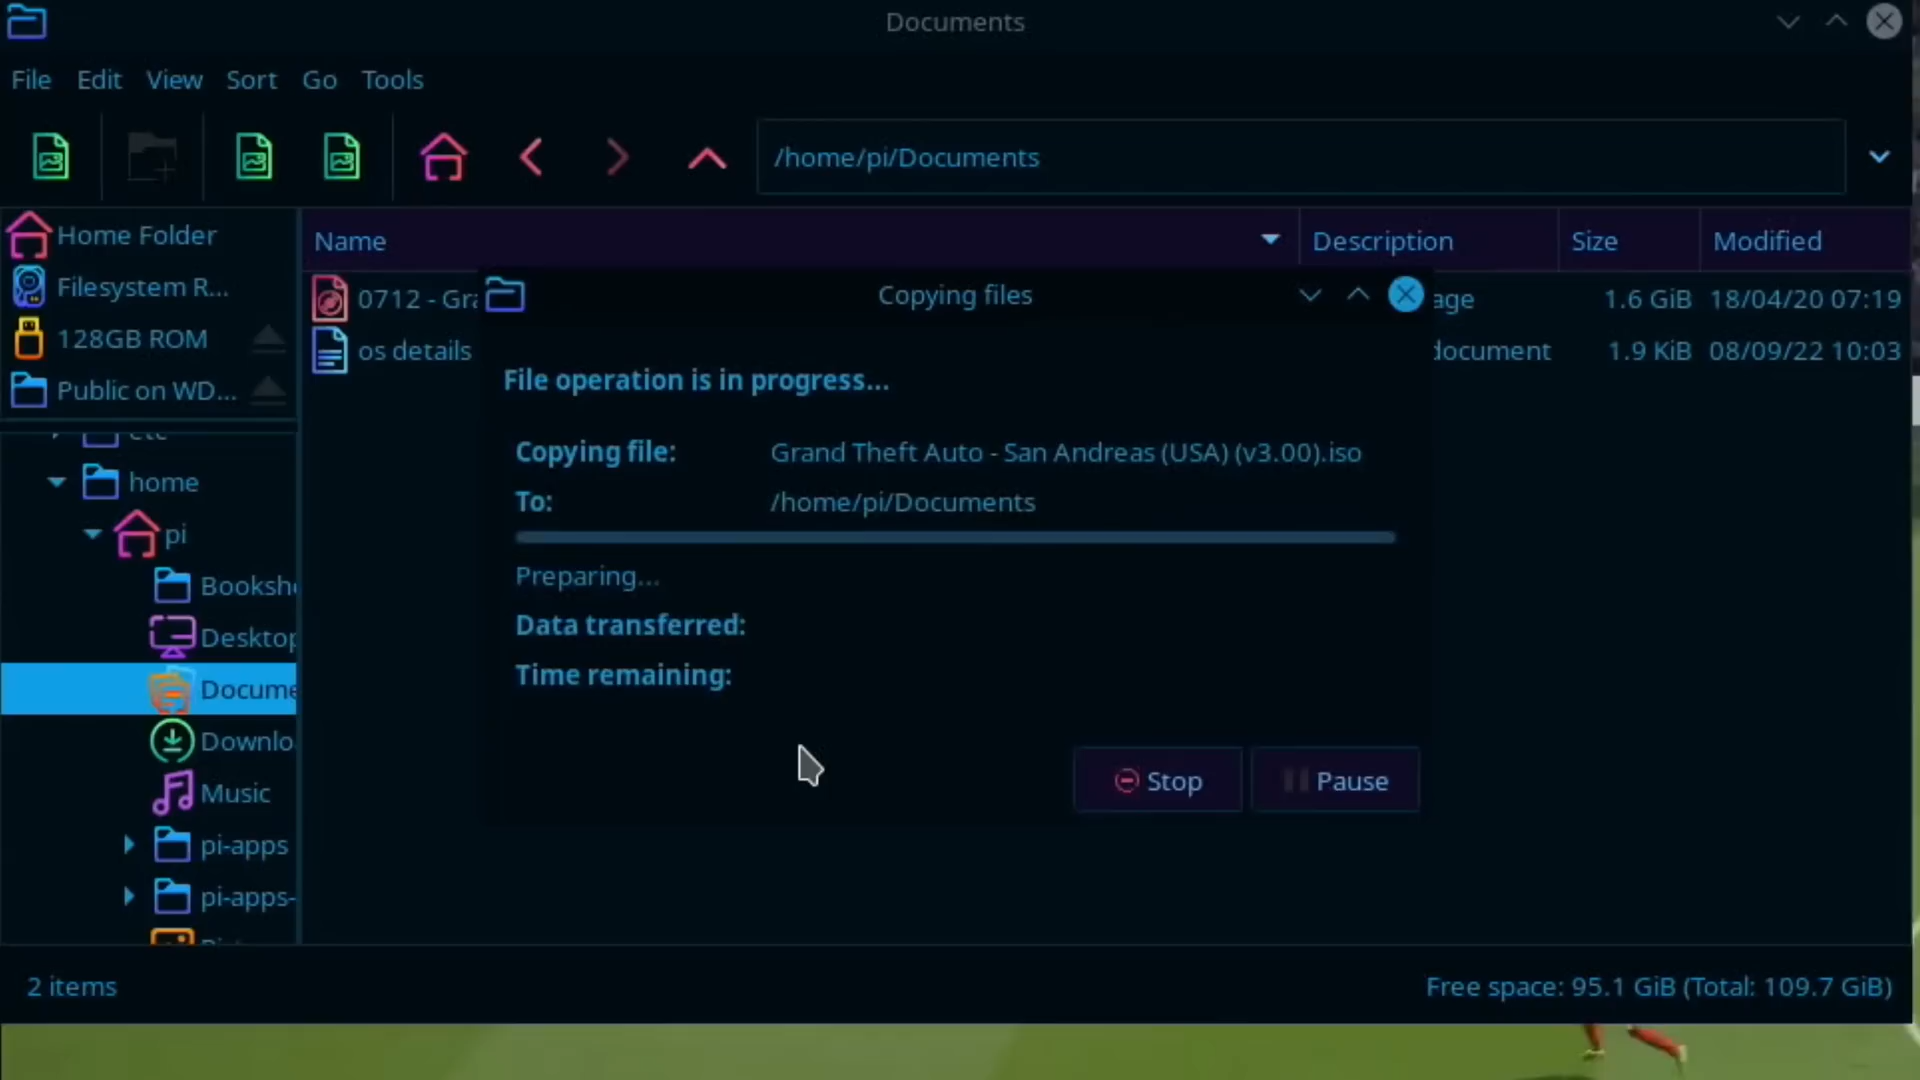 Documents
File Edit View Sort Go Tools
/home/pi/Documents
Home Folder
Filesystem R...
128GB ROM
Public on WD...
etc
home
pi
Booksh
Desktop
Docume
Downlo
Music
pi-apps
pi-apps-
Name Description Size Modified
0712 - Gra age 1.6 GiB 18/04/20 07:19
os details document 1.9 KiB 08/09/22 10:03
Copying files
File operation is in progress...
Copying file: Grand Theft Auto - San Andreas (USA) (v3.00).iso
To: /home/pi/Documents
Preparing...
Data transferred:
Time remaining:
Stop Pause
2 items Free space: 95.1 GiB (Total: 109.7 GiB)